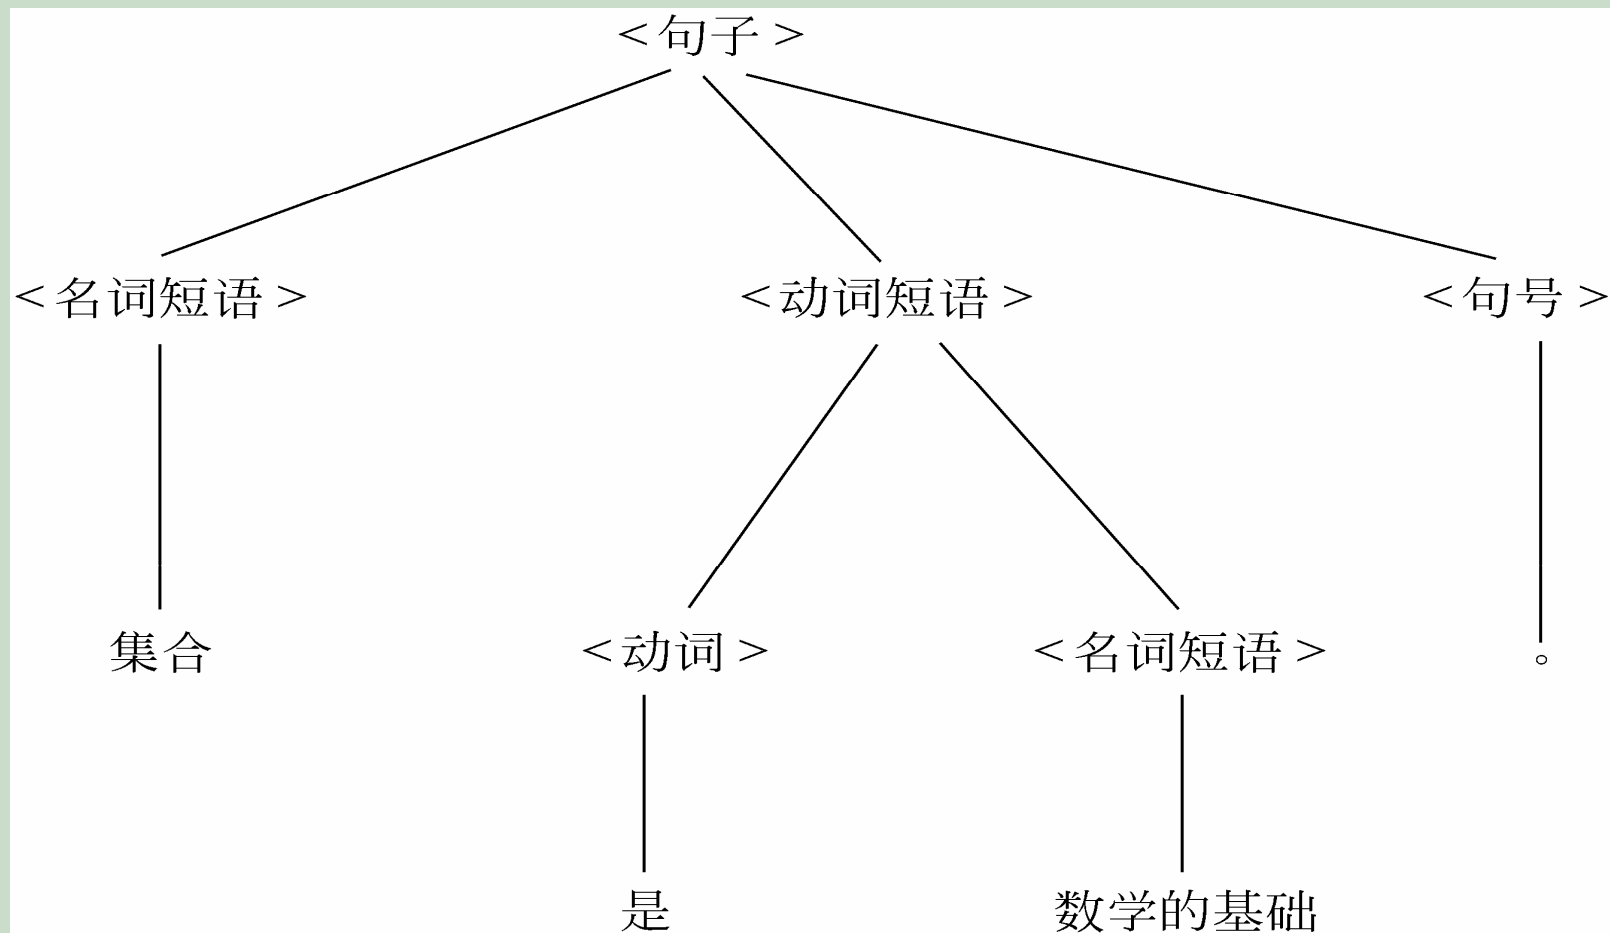 <句子>
<名词短语> <动词短语> <句号>
集合 <动词> <名词短语> 。
是 数学的基础